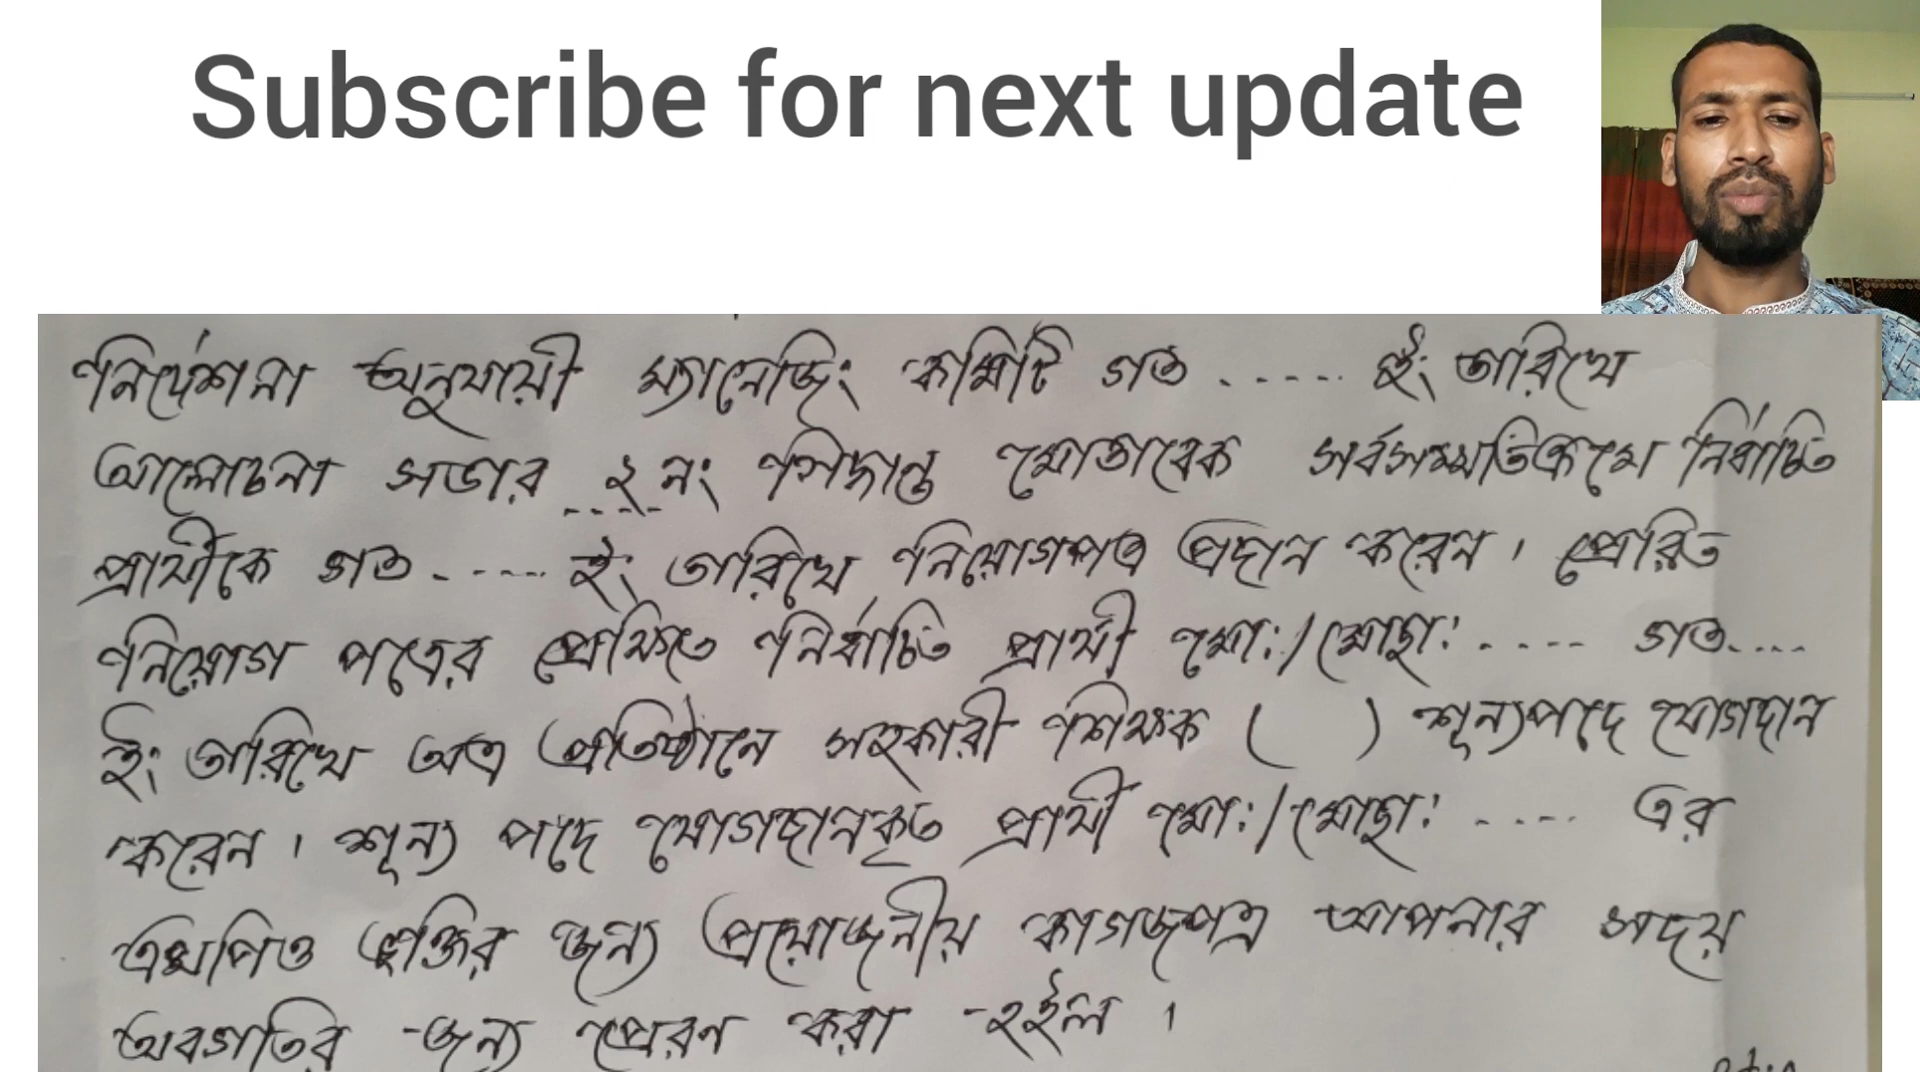 Subscribe for next update
নির্দেশনা অনুযায়ী ম্যানেজিং কমিটি গত ..... ইং তারিখে
আলোচনা সভার ২ নং সিদ্ধান্ত মোতাবেক সর্বসম্মতিক্রমে নির্বাচিত
প্রার্থীকে গত ..... ইং তারিখে নিয়োগপত্র প্রদান করেন। প্রেরিত
নিয়োগ পত্রের প্রেক্ষিতে নির্বাচিত প্রার্থী মো:/মোছা: .... গত....
ইং তারিখে অত্র প্রতিষ্ঠানে সহকারী শিক্ষক ( ) শূন্যপদে যোগদান
করেন। শূন্য পদে যোগদানকৃত প্রার্থী মো:/মোছা: .... এর
এমপিও ভুক্তির জন্য প্রয়োজনীয় কাগজপত্র আপনার সদয়
অবগতির জন্য প্রেরণ করা হইল।